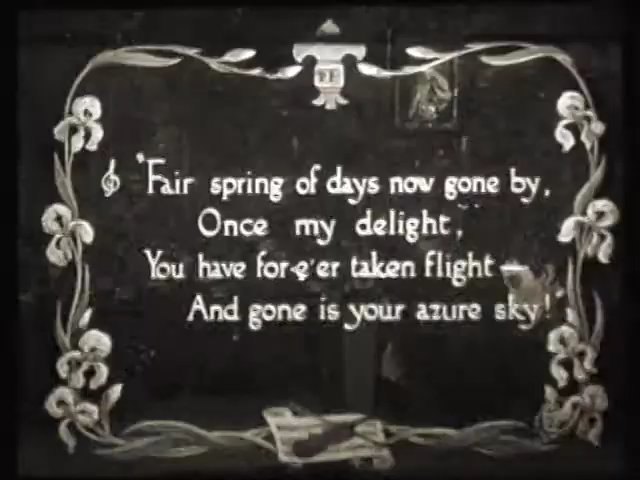 "Fair spring of days now gone by,
Once my delight,
You have for-e'er taken flight—
And gone is your azure sky!"